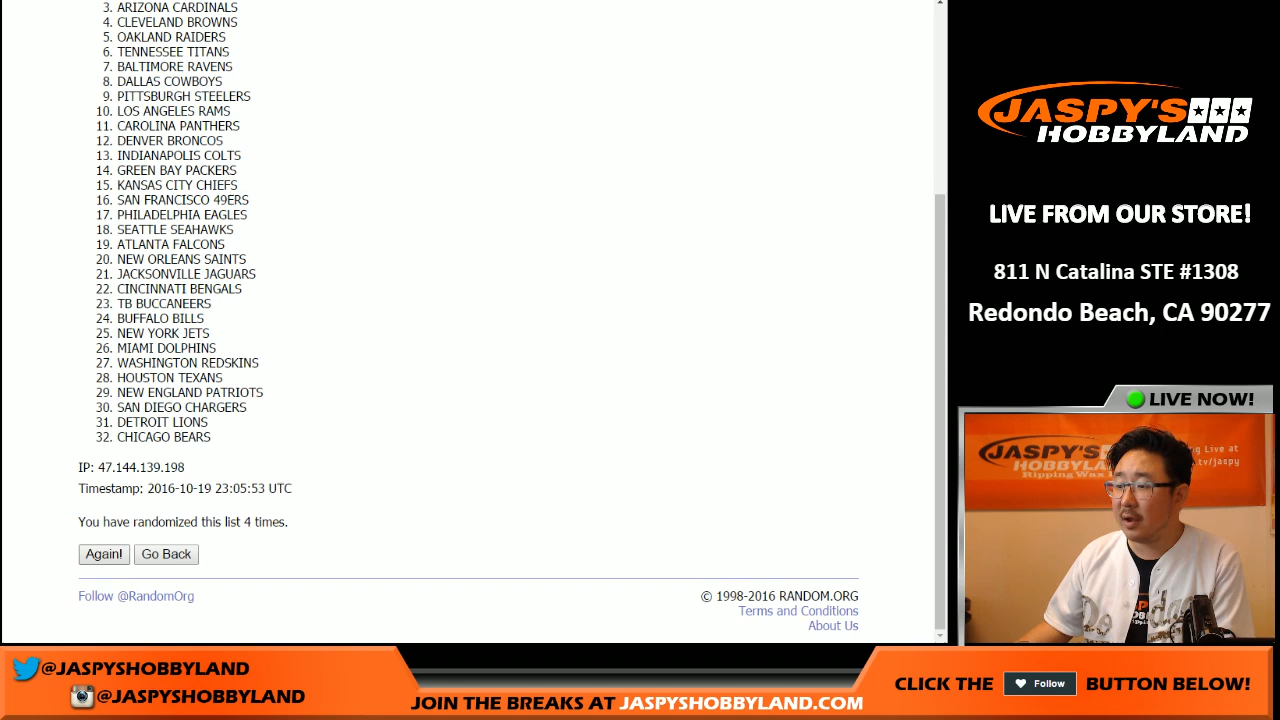 3. ARIZONA CARDINALS
4. CLEVELAND BROWNS
5. OAKLAND RAIDERS
6. TENNESSEE TITANS
7. BALTIMORE RAVENS
8. DALLAS COWBOYS
9. PITTSBURGH STEELERS
10. LOS ANGELES RAMS
11. CAROLINA PANTHERS
12. DENVER BRONCOS
13. INDIANAPOLIS COLTS
14. GREEN BAY PACKERS
15. KANSAS CITY CHIEFS
16. SAN FRANCISCO 49ERS
17. PHILADELPHIA EAGLES
18. SEATTLE SEAHAWKS
19. ATLANTA FALCONS
20. NEW ORLEANS SAINTS
21. JACKSONVILLE JAGUARS
22. CINCINNATI BENGALS
23. TB BUCCANEERS
24. BUFFALO BILLS
25. NEW YORK JETS
26. MIAMI DOLPHINS
27. WASHINGTON REDSKINS
28. HOUSTON TEXANS
29. NEW ENGLAND PATRIOTS
30. SAN DIEGO CHARGERS
31. DETROIT LIONS
32. CHICAGO BEARS
IP: 47.144.139.198
Timestamp: 2016-10-19 23:05:53 UTC
You have randomized this list 4 times.
Again! Go Back
Follow @RandomOrg
© 1998-2016 RANDOM.ORG
Terms and Conditions
About Us
JASPY'S
HOBBYLAND
LIVE FROM OUR STORE!
811 N Catalina STE #1308
Redondo Beach, CA 90277
LIVE NOW!
JASPY'S
HOBBYLAND
Ripping Wax
ng Live at
tv/jaspy
@JASPYSHOBBYLAND
@JASPYSHOBBYLAND
JOIN THE BREAKS AT JASPYSHOBBYLAND.COM
CLICK THE Follow BUTTON BELOW!